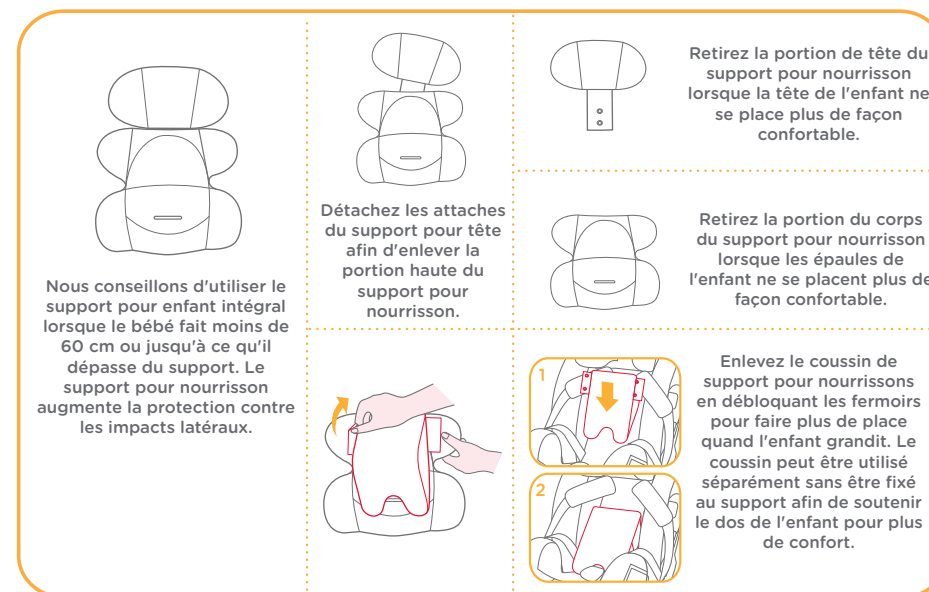 Nous conseillons d'utiliser le
support pour enfant intégral
lorsque le bébé fait moins de
60 cm ou jusqu'à ce qu'il
dépasse du support. Le
support pour nourrisson
augmente la protection contre
les impacts latéraux.
Détachez les attaches
du support pour tête
afin d'enlever la
portion haute du
support pour
nourrisson.
Retirez la portion de tête du
support pour nourrisson
lorsque la tête de l'enfant ne
se place plus de façon
confortable.
Retirez la portion du corps
du support pour nourrisson
lorsque les épaules de
l'enfant ne se placent plus de
façon confortable.
1
2
Enlevez le coussin de
support pour nourrissons
en débloquant les fermoirs
pour faire plus de place
quand l'enfant grandit. Le
coussin peut être utilisé
séparément sans être fixé
au support afin de soutenir
le dos de l'enfant pour plus
de confort.